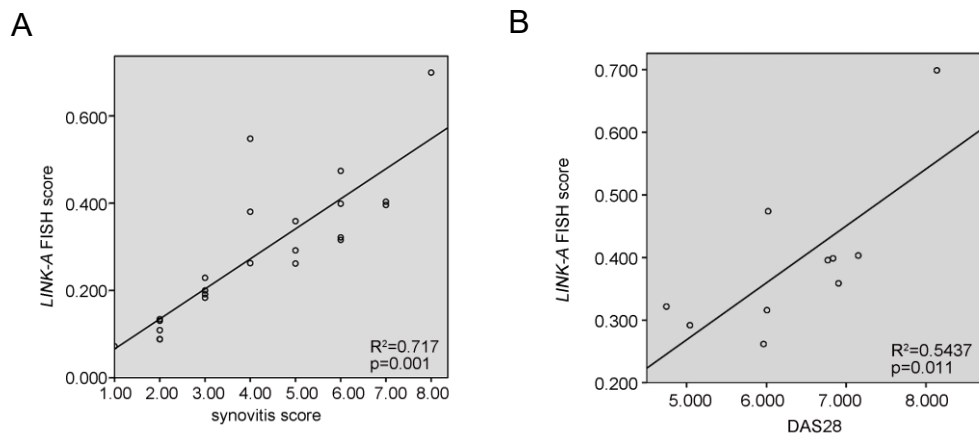 A
LINK-A FISH score
0.600
0.400
0.200
0.000
1.00 2.00 3.00 4.00 5.00 6.00 7.00 8.00
synovitis score
R²=0.717
p=0.001
B
LINK-A FISH score
0.700
0.600
0.500
0.400
0.300
0.200
5.000 6.000 7.000 8.000
DAS28
R²=0.5437
p=0.011